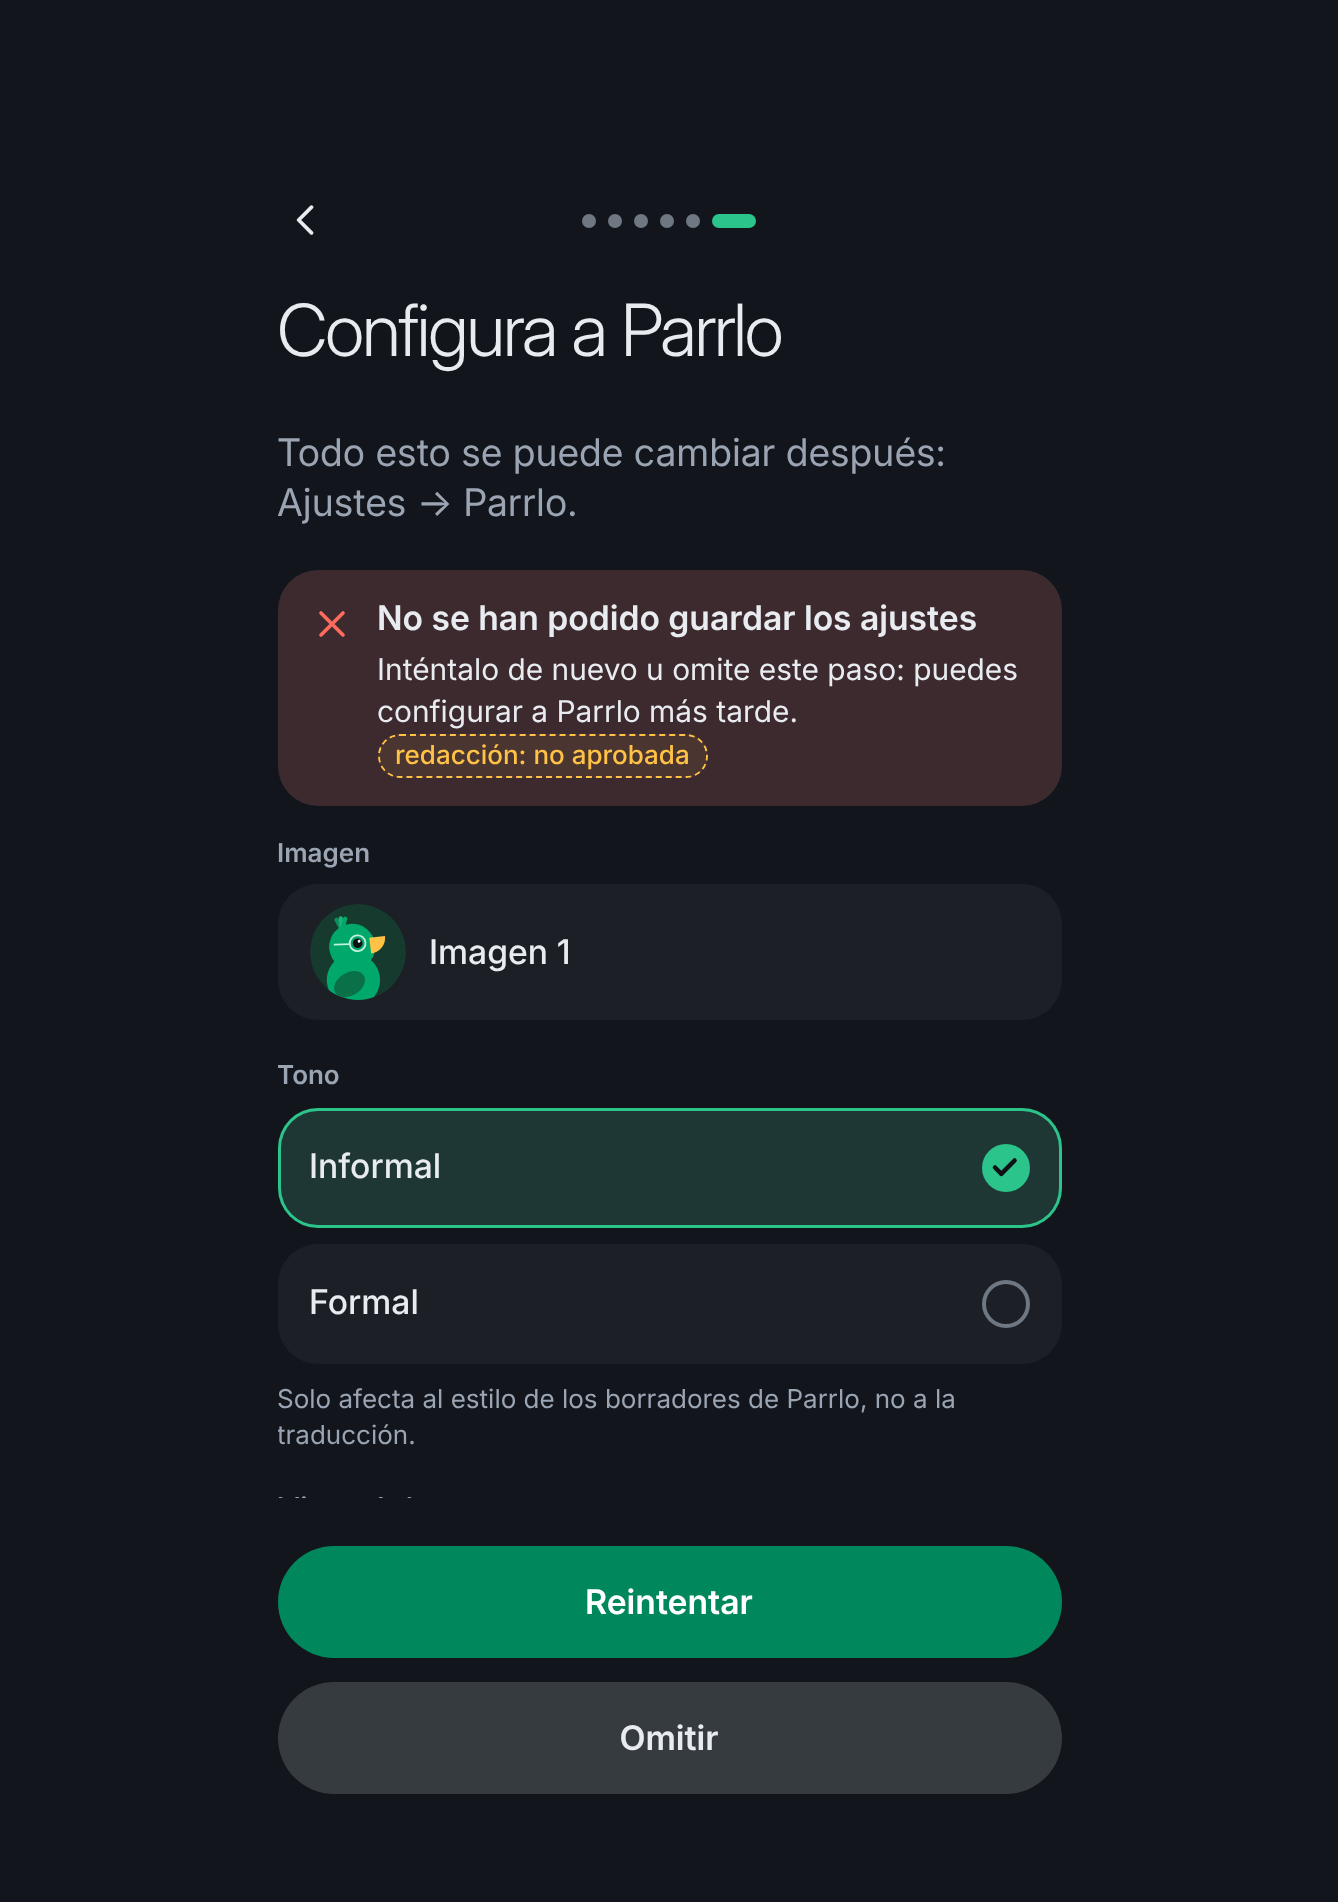 Configura a Parrlo
Todo esto se puede cambiar después:
Ajustes → Parrlo.
No se han podido guardar los ajustes
Inténtalo de nuevo u omite este paso: puedes
configurar a Parrlo más tarde.
redacción: no aprobada
Imagen
Imagen 1
Tono
Informal
Formal
Solo afecta al estilo de los borradores de Parrlo, no a la
traducción.
Reintentar
Omitir